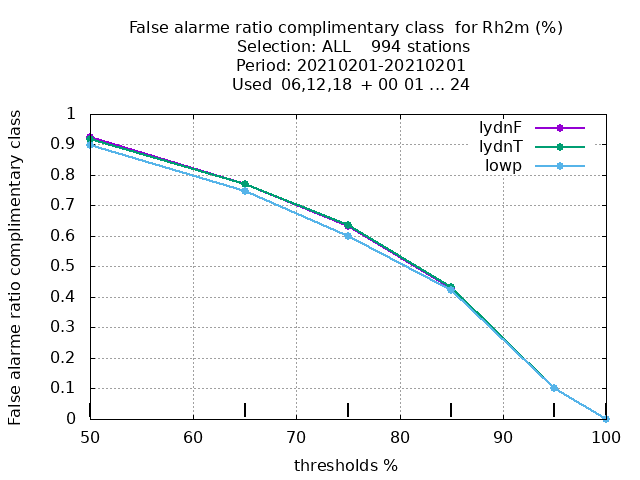 False alarme ratio complimentary class  for Rh2m (%)
Selection: ALL    994 stations
Period: 20210201-20210201
Used  06,12,18  + 00 01 ... 24
False alarme ratio complimentary class
1
0.9
0.8
0.7
0.6
0.5
0.4
0.3
0.2
0.1
0
lydnF
lydnT
lowp
50 60 70 80 90 100
thresholds %